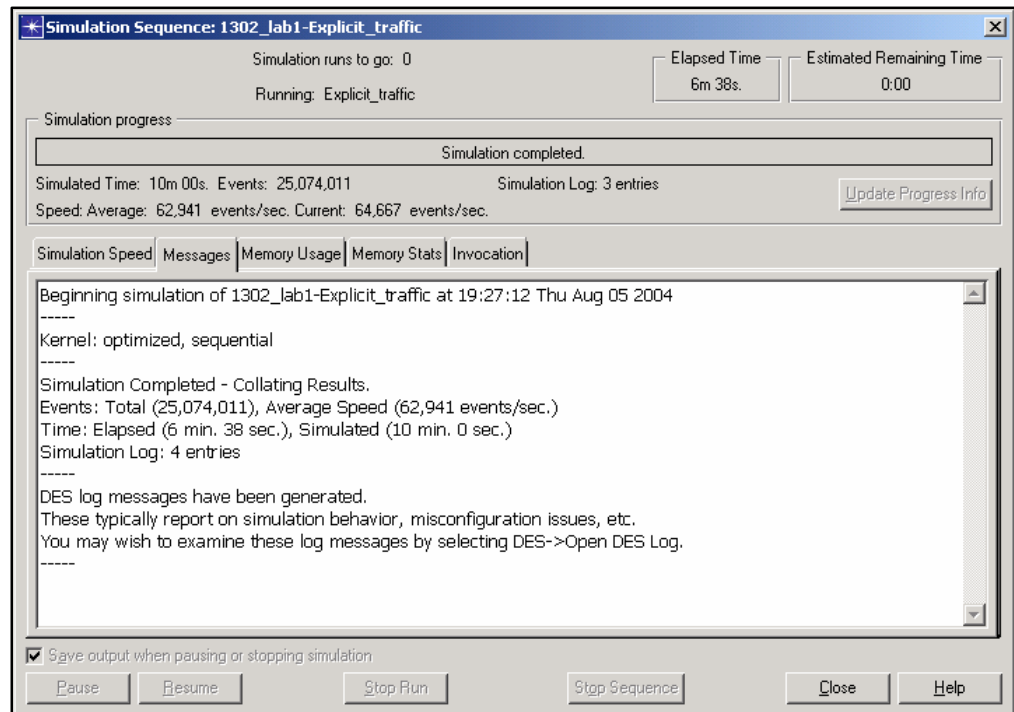 Simulation Sequence: 1302_lab1-Explicit_traffic
Simulation runs to go: 0
Running: Explicit_traffic
Elapsed Time
6m 38s.
Estimated Remaining Time
0:00
Simulation progress
Simulation completed.
Simulated Time: 10m 00s. Events: 25,074,011
Simulation Log: 3 entries
Update Progress Info
Speed: Average: 62,941 events/sec. Current: 64,667 events/sec.
Simulation Speed Messages Memory Usage Memory Stats Invocation
Beginning simulation of 1302_lab1-Explicit_traffic at 19:27:12 Thu Aug 05 2004
-----
Kernel: optimized, sequential
-----
Simulation Completed - Collating Results.
Events: Total (25,074,011), Average Speed (62,941 events/sec.)
Time: Elapsed (6 min. 38 sec.), Simulated (10 min. 0 sec.)
Simulation Log: 4 entries
-----
DES log messages have been generated.
These typically report on simulation behavior, misconfiguration issues, etc.
You may wish to examine these log messages by selecting DES->Open DES Log.
-----
Save output when pausing or stopping simulation
Pause Resume Stop Run Stop Sequence Close Help